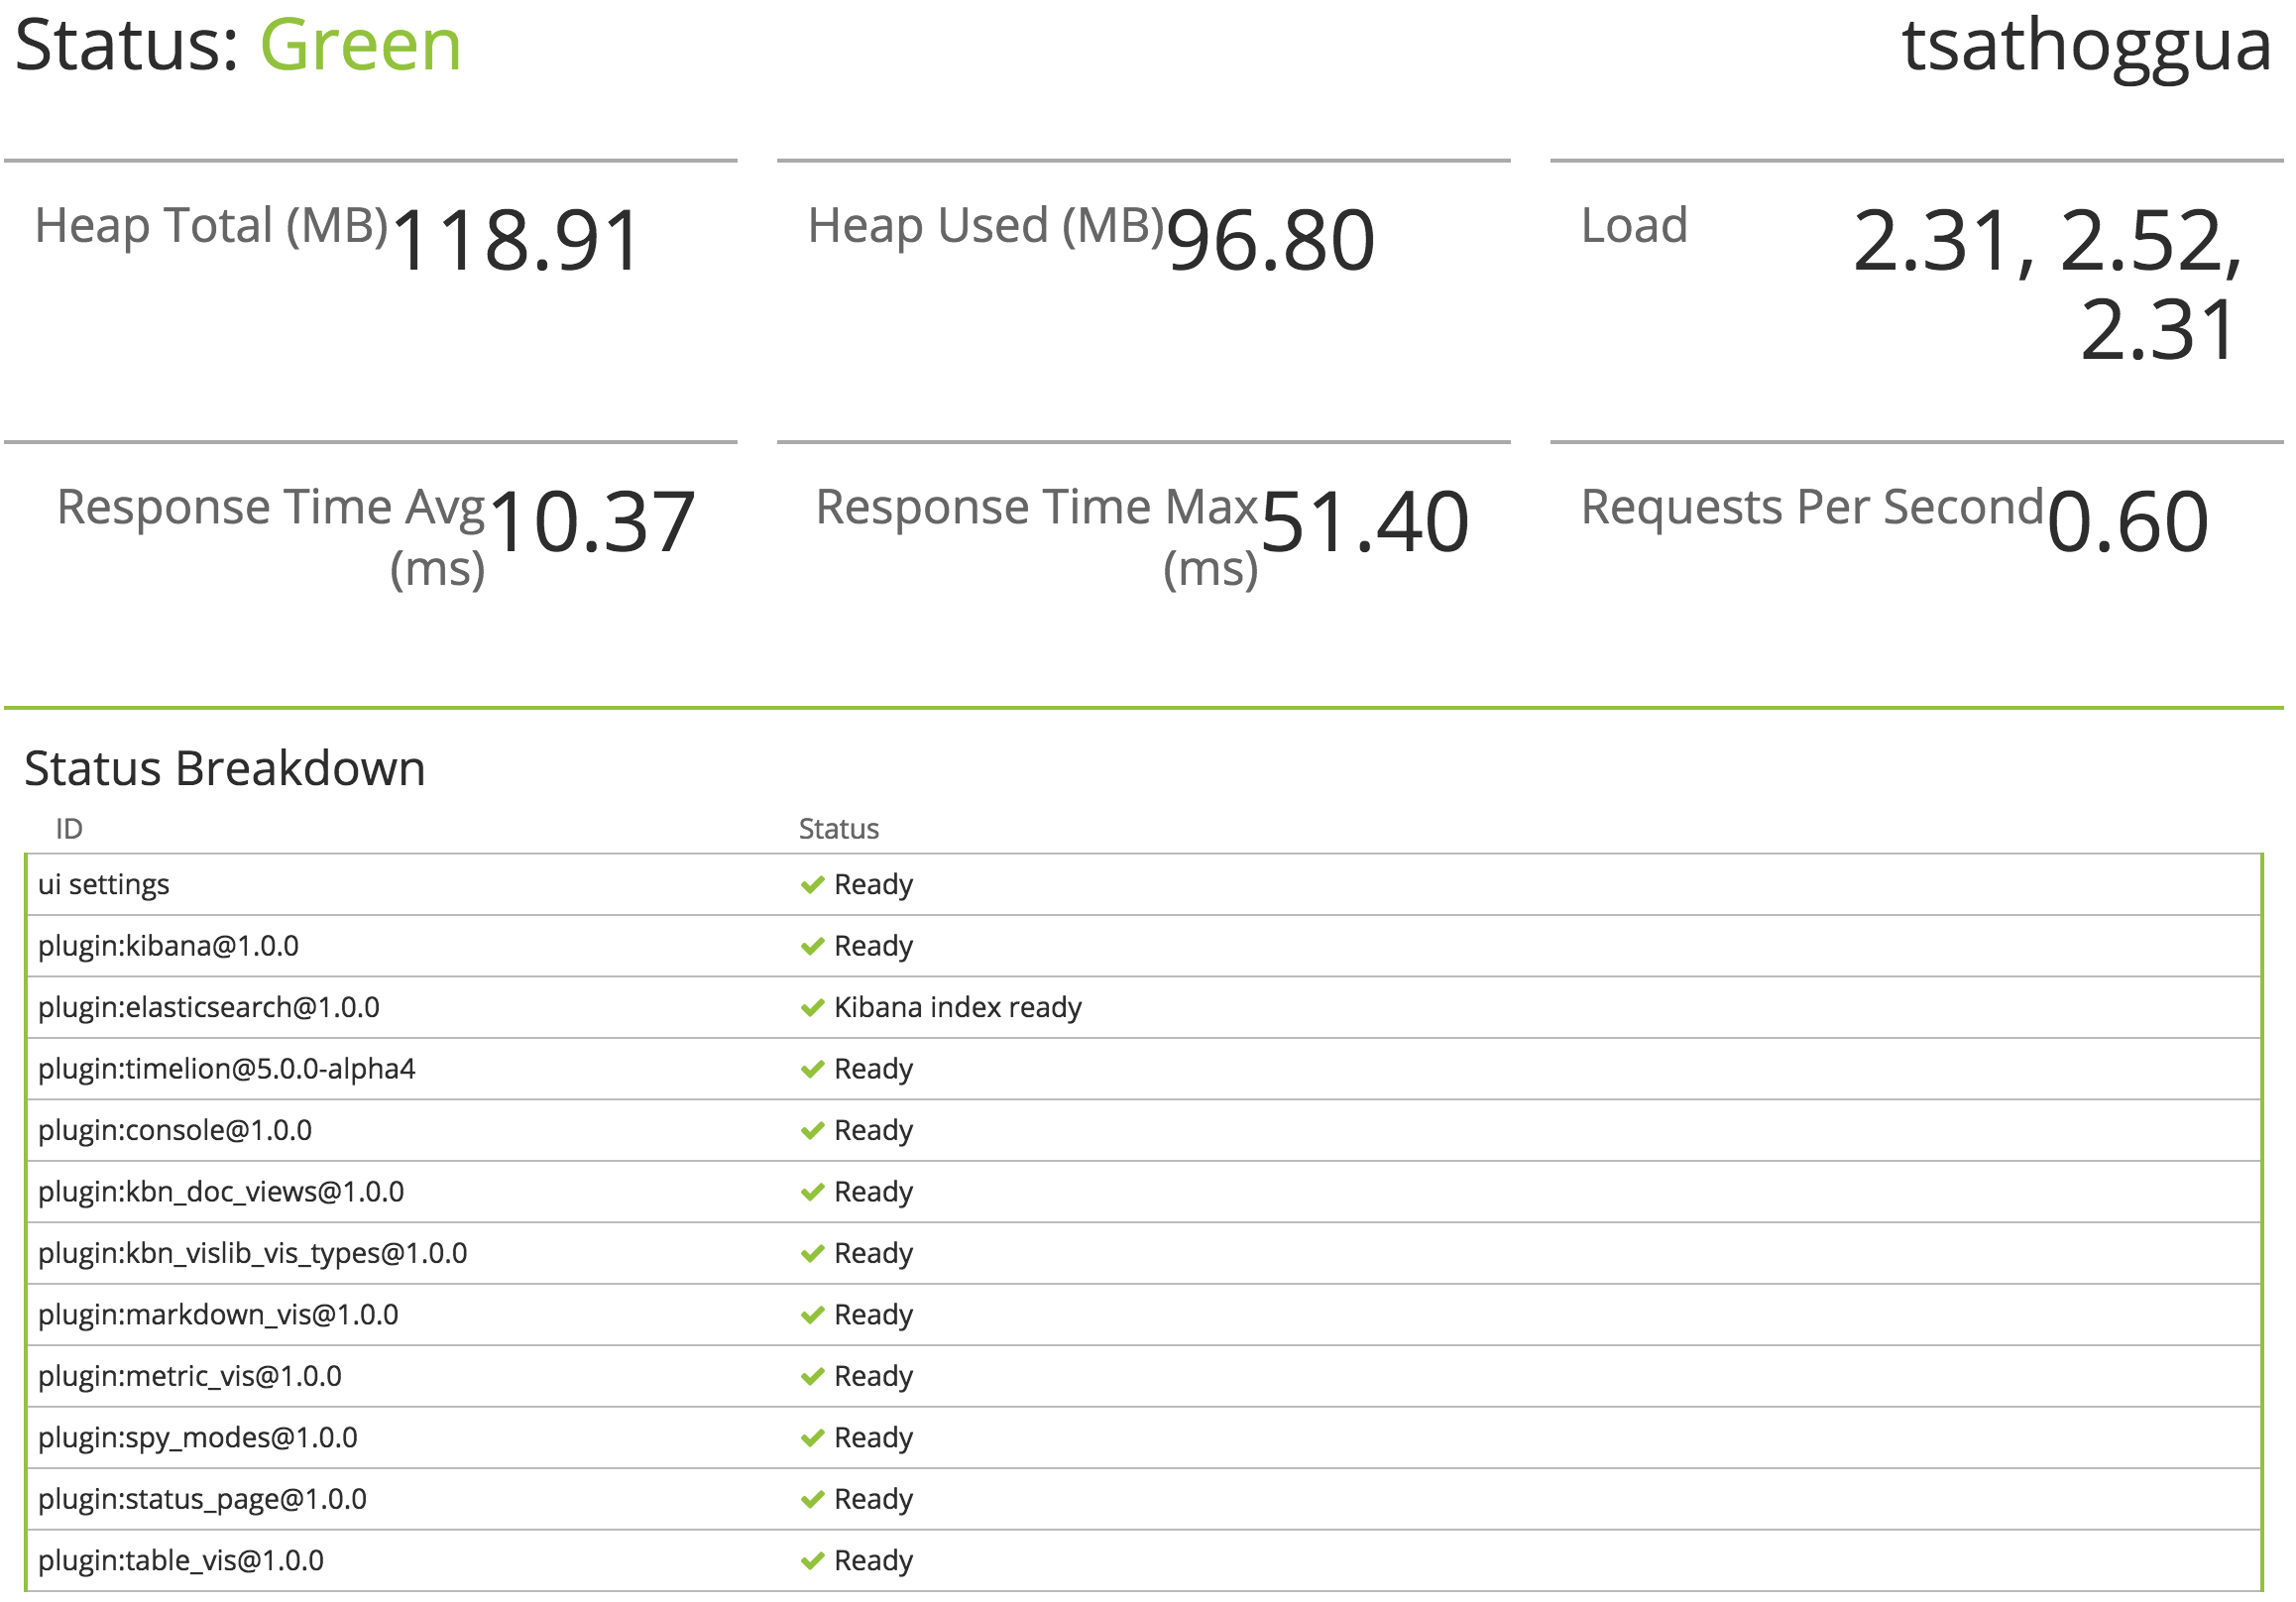 Status: Green
tsathoggua
Heap Total (MB) 118.91
Heap Used (MB) 96.80
Load 2.31, 2.52,
2.31
Response Time Avg 10.37
(ms)
Response Time Max 51.40
(ms)
Requests Per Second 0.60
Status Breakdown
ID Status
ui settings Ready
plugin:kibana@1.0.0 Ready
plugin:elasticsearch@1.0.0 Kibana index ready
plugin:timelion@5.0.0-alpha4 Ready
plugin:console@1.0.0 Ready
plugin:kbn_doc_views@1.0.0 Ready
plugin:kbn_vislib_vis_types@1.0.0 Ready
plugin:markdown_vis@1.0.0 Ready
plugin:metric_vis@1.0.0 Ready
plugin:spy_modes@1.0.0 Ready
plugin:status_page@1.0.0 Ready
plugin:table_vis@1.0.0 Ready